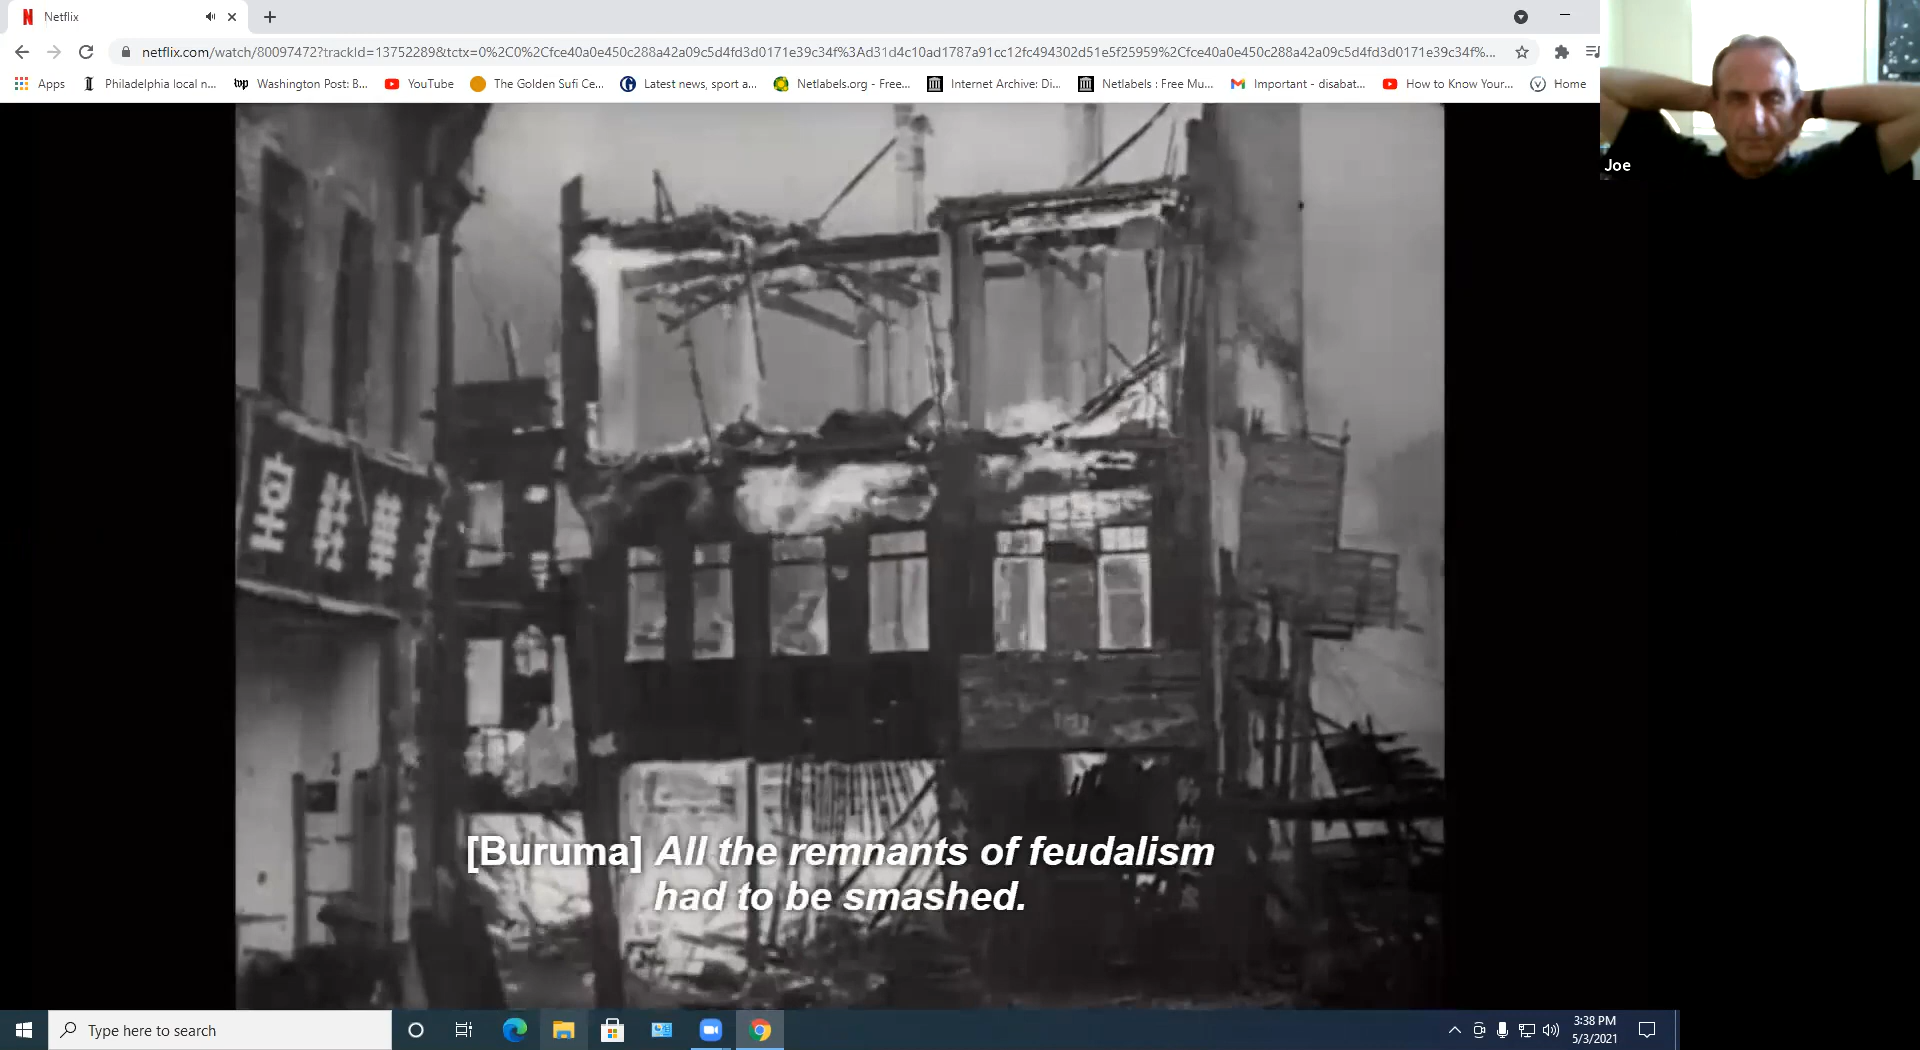 Netflix
netflix.com/watch/80097472?trackId=13752289&tctx=0%2C0%2Cfce40a0e450c288a42a09c5d4fd3d0171e39c34f%3Ad31d4c10ad1787a91cc12fc494302d51e5f25959%2Cfce40a0e450c288a42a09c5d4fd3d0171e39c34f%...
Apps Philadelphia local n... wp Washington Post: B... YouTube The Golden Sufi Ce... Latest news, sport a... Netlabels.org - Free... Internet Archive: Di... Netlabels : Free Mu... Important - disabat... How to Know Your... Home
Joe
[Buruma] All the remnants of feudalism
had to be smashed.
Type here to search
3:38 PM
5/3/2021